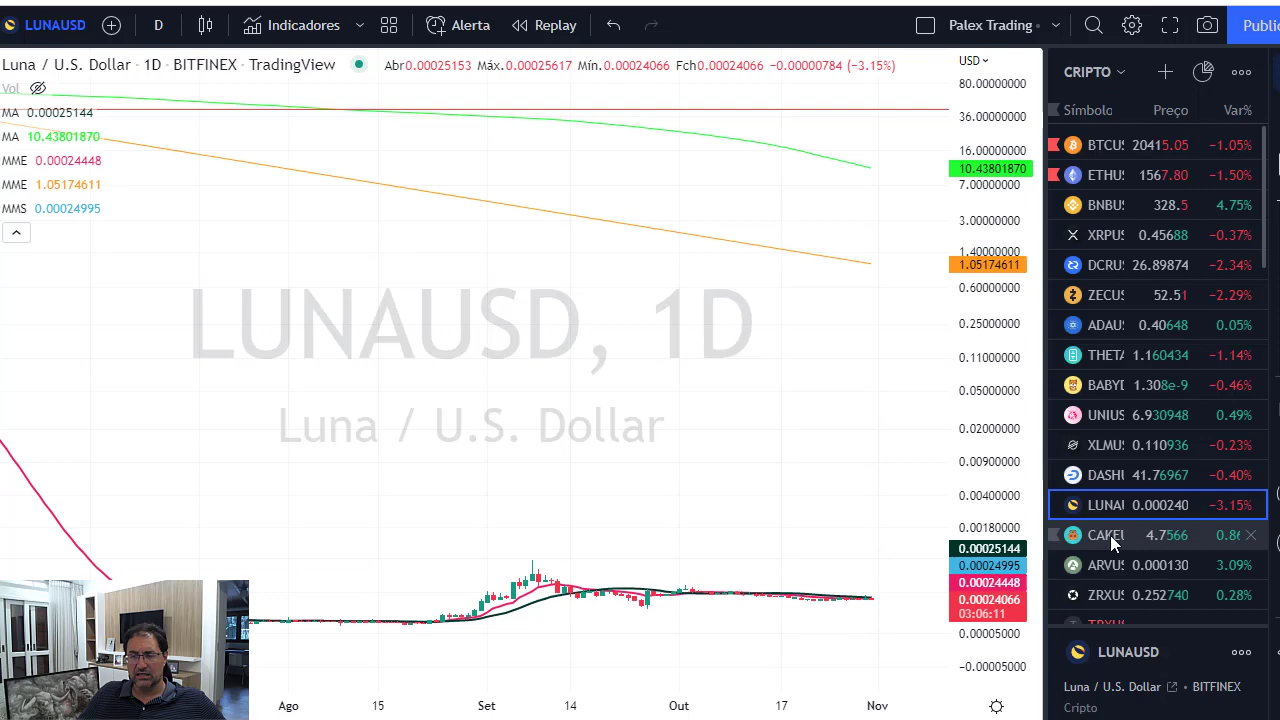 LUNAUSD D Indicadores Alerta Replay Palex Trading Public
Luna / U.S. Dollar · 1D · BITFINEX · TradingView Abr0.00025153 Máx.0.00025617 Mín.0.00024066 Fch0.00024066 −0.00000784 (−3.15%)
Vol
MA 0.00025144
MA 10.43801870
MME 0.00024448
MME 1.05174611
MMS 0.00024995
LUNAUSD, 1D
Luna / U.S. Dollar
USD
80.00000000
36.00000000
16.00000000
10.43801870
7.00000000
3.00000000
1.40000000
1.05174611
0.60000000
0.25000000
0.11000000
0.05000000
0.02000000
0.00900000
0.00400000
0.00180000
0.00025144
0.00024995
0.00024448
0.00024066
03:06:11
0.00005000
−0.00005000
Ago 15 Set 14 Out 17 Nov
CRIPTO
Símbolo Preço Var%
BTCUS 20415.05 −1.05%
ETHUS 1567.80 −1.50%
BNBUS 328.5 4.75%
XRPUS 0.45688 −0.37%
DCRUS 26.89874 −2.34%
ZECUS 52.51 −2.29%
ADAUS 0.40648 0.05%
THETA 1.160434 −1.14%
BABYD 1.308e-9 −0.46%
UNIUS 6.930948 0.49%
XLMUS 0.110936 −0.23%
DASHU 41.76967 −0.40%
LUNAU 0.000240 −3.15%
CAKEU 4.7566 0.86
ARVUS 0.000130 3.09%
ZRXUS 0.252740 0.28%
LUNAUSD
Luna / U.S. Dollar • BITFINEX
Cripto